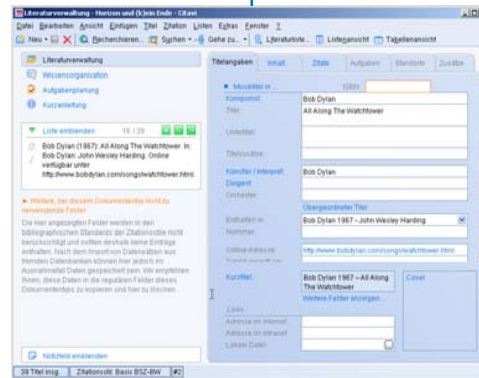 Literaturverwaltung - Horizon und (k)ein Ende - Citavi
Datei Bearbeiten Ansicht Einfügen Titel Zitation Listen Extras Fenster ?
Neu Recherchieren... Suchen Gehe zu... Literaturliste... Listenansicht Tabellenansicht
Literaturverwaltung
Wissensorganisation
Aufgabenplanung
Kurzanleitung
Liste einblenden
Bob Dylan (1967): All Along The Watchtower. In:
Bob Dylan: John Wesley Harding. Online
verfügbar unter
http://www.bobdylan.com/songs/watchtower.html.
Weitere, bei diesem Dokumententyp nicht zu
verwendende Felder
Die hier angezeigten Felder werden in den
bibliographischen Standards der Zitationsstile nicht
berücksichtigt und sollten deshalb keine Einträge
enthalten. Nach dem Import von Datensätzen aus
fremden Datenbanken können hier jedoch im
Ausnahmefall Daten gespeichert sein. Wir empfehlen
Ihnen, diese Daten in die regulären Felder dieses
Dokumententyps zu kopieren und hier zu löschen.
Notizfeld einblenden
Titelangaben Inhalt Zitate Aufgaben Standorte Zusätze
Musiktitel in ... ISBN:
Komponist: Bob Dylan
Titel: All Along The Watchtower
Untertitel:
Titelzusätze:
Künstler / Interpret: Bob Dylan
Dirigent
Orchester:
Übergeordneter Titel
Enthalten in: Bob Dylan 1967 - John Wesley Harding
Nummer:
Online-Adresse: http://www.bobdylan.com/songs/watchtower.html
Kurztitel: Bob Dylan 1967 – All Along
The Watchtower
Cover
Weitere Felder anzeigen...
Links
Adresse im Internet:
Adresse im Intranet:
Lokale Datei:
39 Titel insg. Zitationsstil: Basis BSZ-BW #2